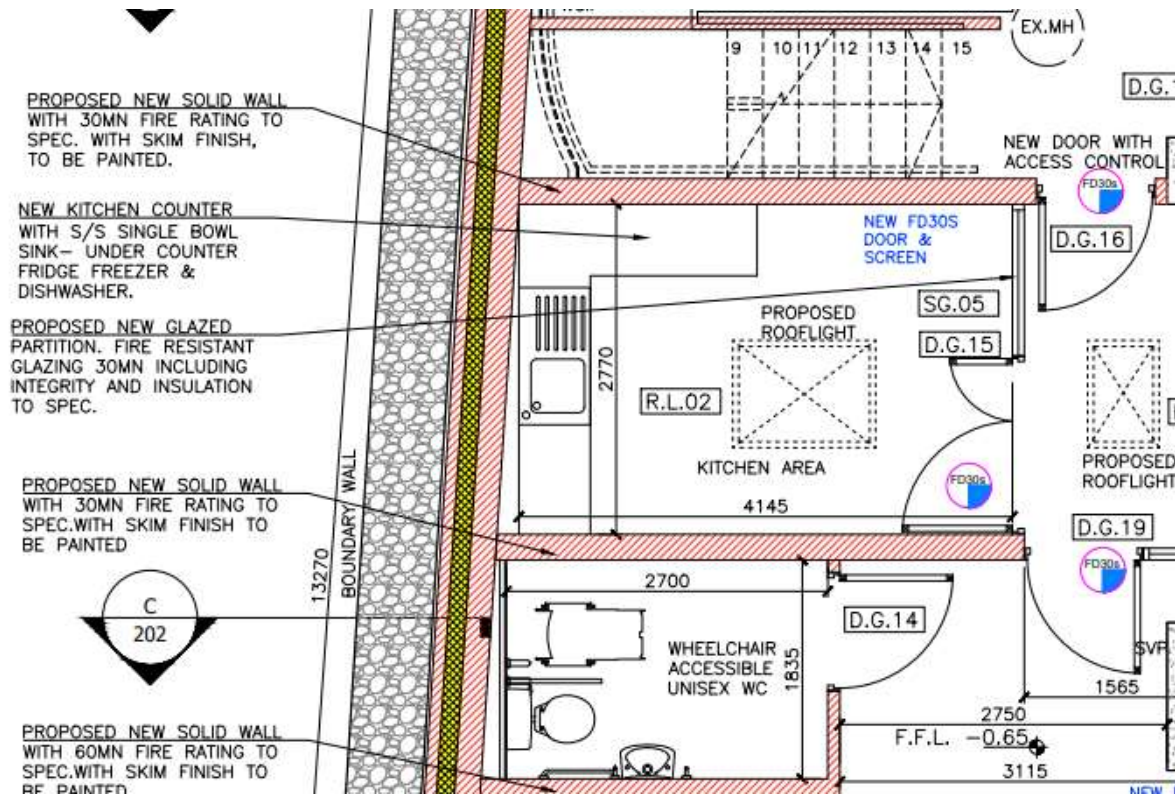 9 10 11 12 13 14 15
EX.MH
PROPOSED NEW SOLID WALL
WITH 30MN FIRE RATING TO
SPEC. WITH SKIM FINISH,
TO BE PAINTED.
NEW DOOR WITH
ACCESS CONTROL
FD30s
D.G.16
NEW KITCHEN COUNTER
WITH S/S SINGLE BOWL
SINK- UNDER COUNTER
FRIDGE FREEZER &
DISHWASHER.
NEW FD30S
DOOR &
SCREEN
PROPOSED NEW GLAZED
PARTITION. FIRE RESISTANT
GLAZING 30MN INCLUDING
INTEGRITY AND INSULATION
TO SPEC.
PROPOSED
ROOFLIGHT
SG.05
D.G.15
2770
R.L.02
KITCHEN AREA
4145
FD30s
PROPOSED
ROOFLIGHT
D.G.19
FD30s
PROPOSED NEW SOLID WALL
WITH 30MN FIRE RATING TO
SPEC.WITH SKIM FINISH TO
BE PAINTED
13270
BOUNDARY WALL
C
202
2700
D.G.14
WHEELCHAIR
ACCESSIBLE
UNISEX WC
1835
SVP
1565
2750
F.F.L. -0.65
3115
PROPOSED NEW SOLID WALL
WITH 60MN FIRE RATING TO
SPEC.WITH SKIM FINISH TO
BE PAINTED
NEW